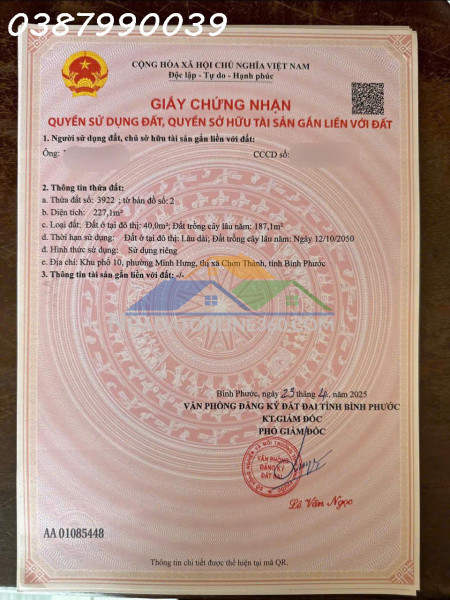 0387990039
CỘNG HÒA XÃ HỘI CHỦ NGHĨA VIỆT NAM
Độc lập - Tự do - Hạnh phúc
GIẤY CHỨNG NHẬN
QUYỀN SỬ DỤNG ĐẤT, QUYỀN SỞ HỮU TÀI SẢN GẮN LIỀN VỚI ĐẤT
1. Người sử dụng đất, chủ sở hữu tài sản gắn liền với đất:
Ông: CCCD số:
2. Thông tin thửa đất:
a. Thửa đất số: 3922 ; tờ bản đồ số: 2
b. Diện tích: 227,1m²
c. Loại đất: Đất ở tại đô thị: 40,0m²; Đất trồng cây lâu năm: 187,1m²
d. Thời hạn sử dụng: Đất ở tại đô thị: Lâu dài; Đất trồng cây lâu năm: Ngày 12/10/2050
đ. Hình thức sử dụng: Sử dụng riêng
e. Địa chỉ: Khu phố 10, phường Minh Hưng, thị xã Chơn Thành, tỉnh Bình Phước
3. Thông tin tài sản gắn liền với đất: -/-
Bình Phước, ngày 23 tháng 4 năm 2025
VĂN PHÒNG ĐĂNG KÝ ĐẤT ĐAI TỈNH BÌNH PHƯỚC
KT.GIÁM ĐỐC
PHÓ GIÁM ĐỐC
VĂN PHÒNG
ĐĂNG KÝ
ĐẤT ĐAI
Lê Văn Ngọc
AA 01085448
Thông tin chi tiết được thể hiện tại mã QR.